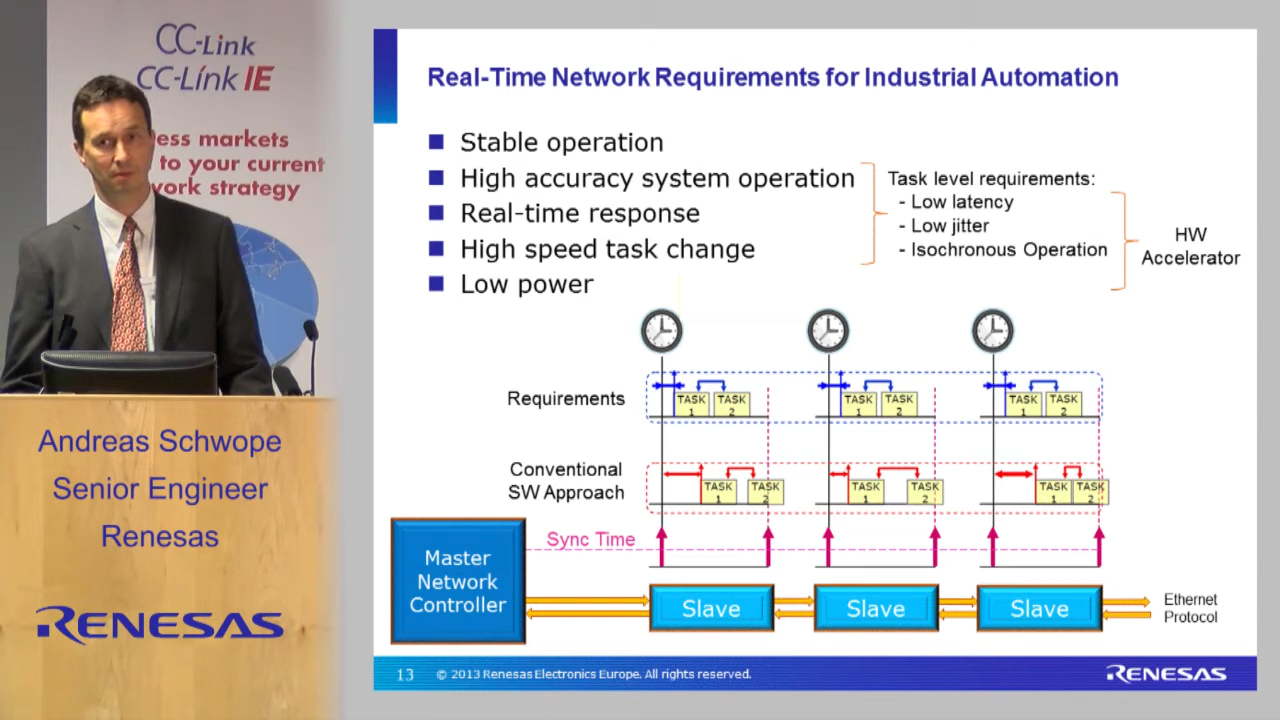 CC-Link
CC-Link IE
ess markets
to your current
work strategy
Andreas Schwope
Senior Engineer
Renesas
RENESAS
Real-Time Network Requirements for Industrial Automation
Stable operation
High accuracy system operation
Real-time response
High speed task change
Low power
Task level requirements:
- Low latency
- Low jitter
- Isochronous Operation
HW
Accelerator
Requirements
TASK 1 TASK 2 TASK 1 TASK 2 TASK 1 TASK 2
Conventional
SW Approach
TASK 1 TASK 2 TASK 1 TASK 2 TASK 1 TASK 2
Sync Time
Master
Network
Controller
Slave Slave Slave
Ethernet
Protocol
13 © 2013 Renesas Electronics Europe. All rights reserved.
RENESAS